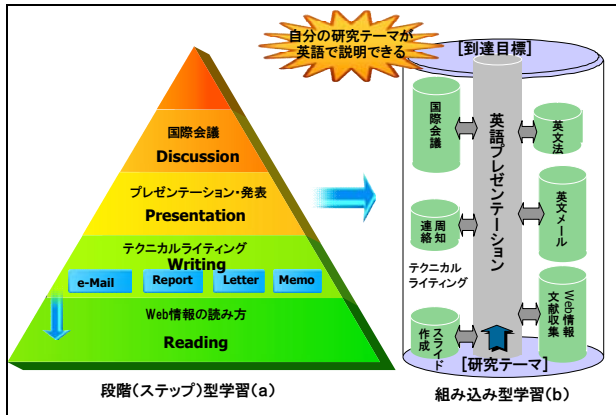 自分の研究テーマが
英語で説明できる
国際会議
Discussion
プレゼンテーション・発表
Presentation
テクニカルライティング
Writing
e-Mail
Report
Letter
Memo
Web情報の読み方
Reading
段階(ステップ)型学習(a)
[到達目標]
国際会議
英語プレゼンテーション
英文法
周知
連絡
英文メール
テクニカル
ライティング
Web情報
文献収集
スライド
作成
[研究テーマ]
組み込み型学習(b)